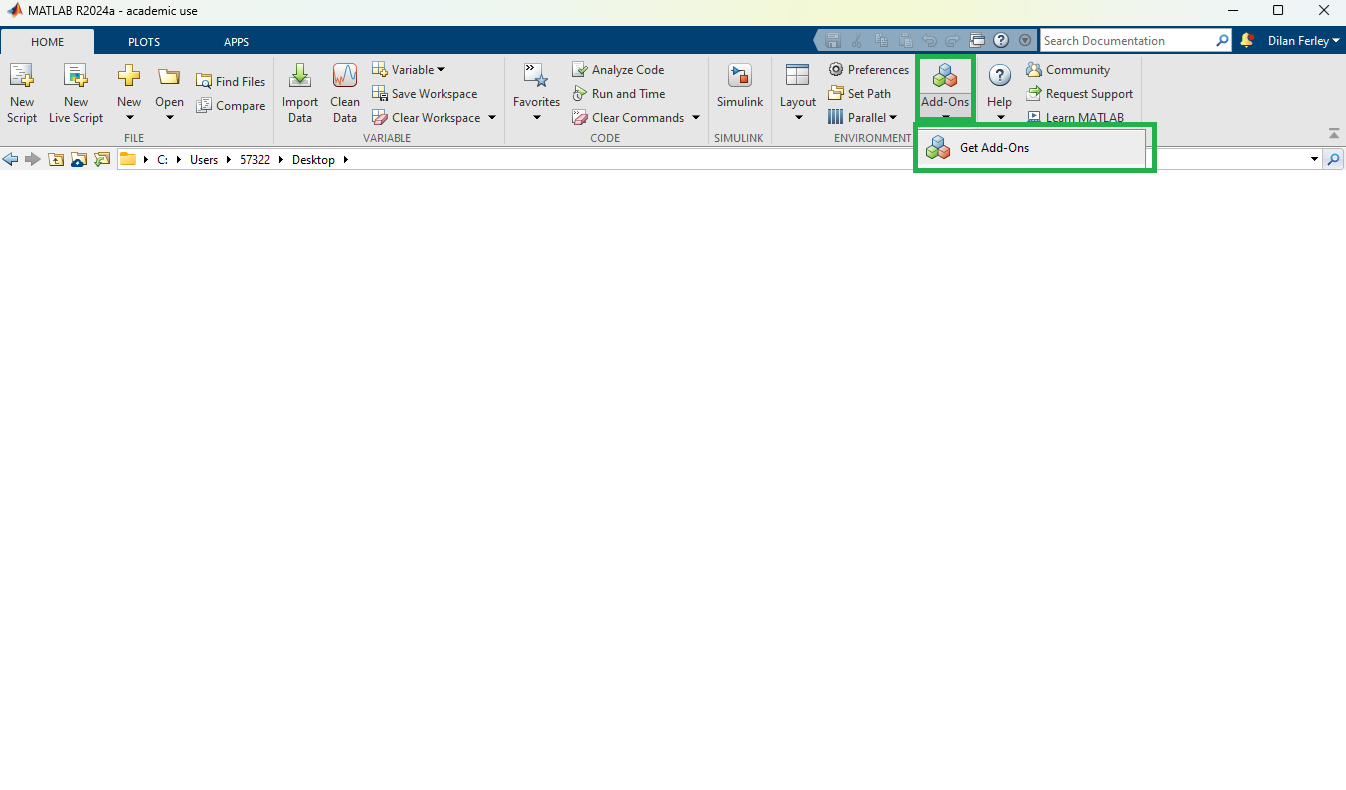 MATLAB R2024a - academic use
HOME PLOTS APPS
Search Documentation
Dilan Ferley
New Script
New Live Script
New
Open
Find Files
Compare
FILE
Import Data
Clean Data
Variable
Save Workspace
Clear Workspace
VARIABLE
Favorites
Analyze Code
Run and Time
Clear Commands
CODE
Simulink
SIMULINK
Layout
Preferences
Set Path
Parallel
ENVIRONMENT
Add-Ons
Help
Community
Request Support
Learn MATLAB
Get Add-Ons
C: Users 57322 Desktop